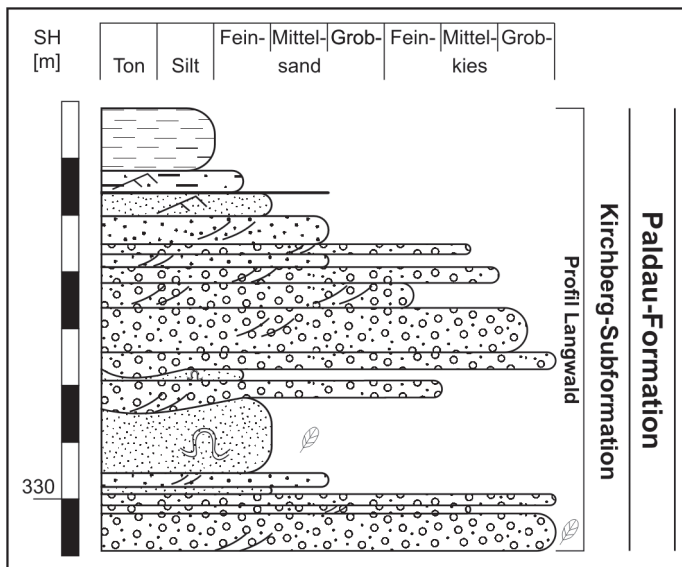 SH
[m]
Fein- Mittel- Grob- Fein- Mittel- Grob-
Ton Silt sand kies
330
Profil Langwald
Kirchberg-Subformation
Paldau-Formation